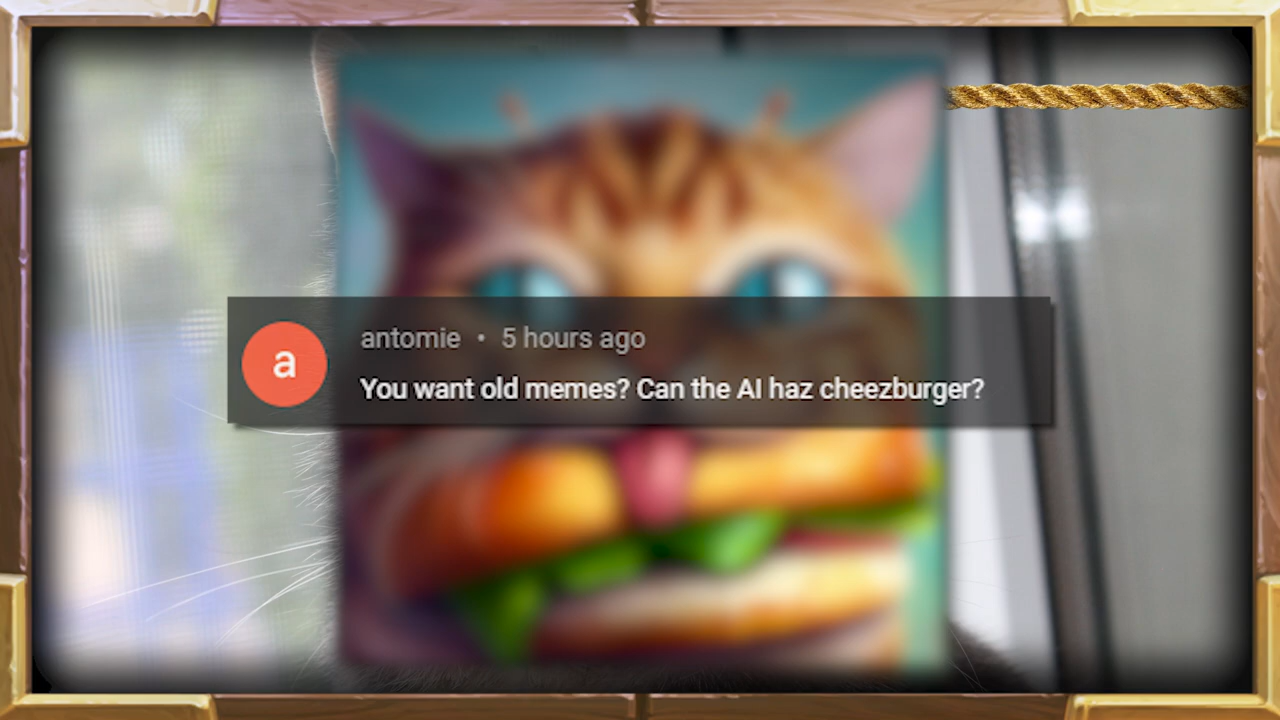 a
antomie • 5 hours ago
You want old memes? Can the AI haz cheezburger?